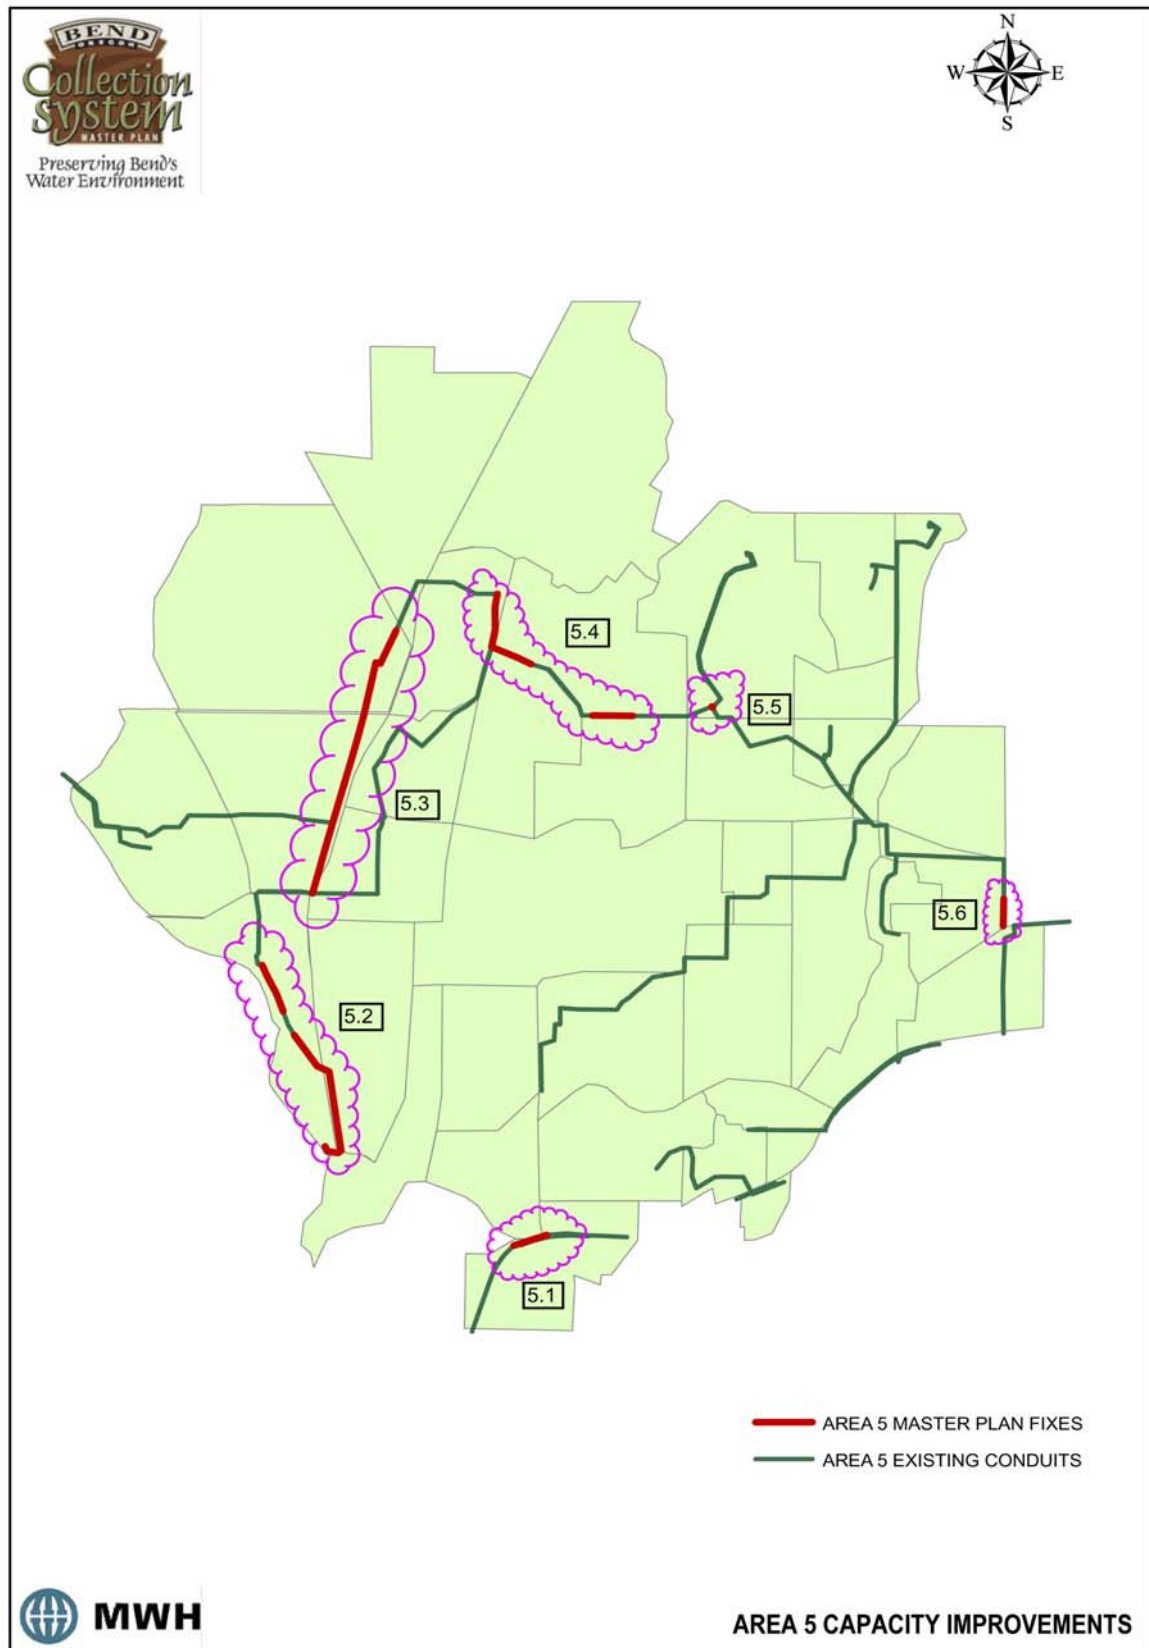 BEND
OREGON
Collection
System
MASTER PLAN
Preserving Bend's
Water Environment
N
W E
S
5.4
5.5
5.3
5.6
5.2
5.1
AREA 5 MASTER PLAN FIXES
AREA 5 EXISTING CONDUITS
MWH
AREA 5 CAPACITY IMPROVEMENTS